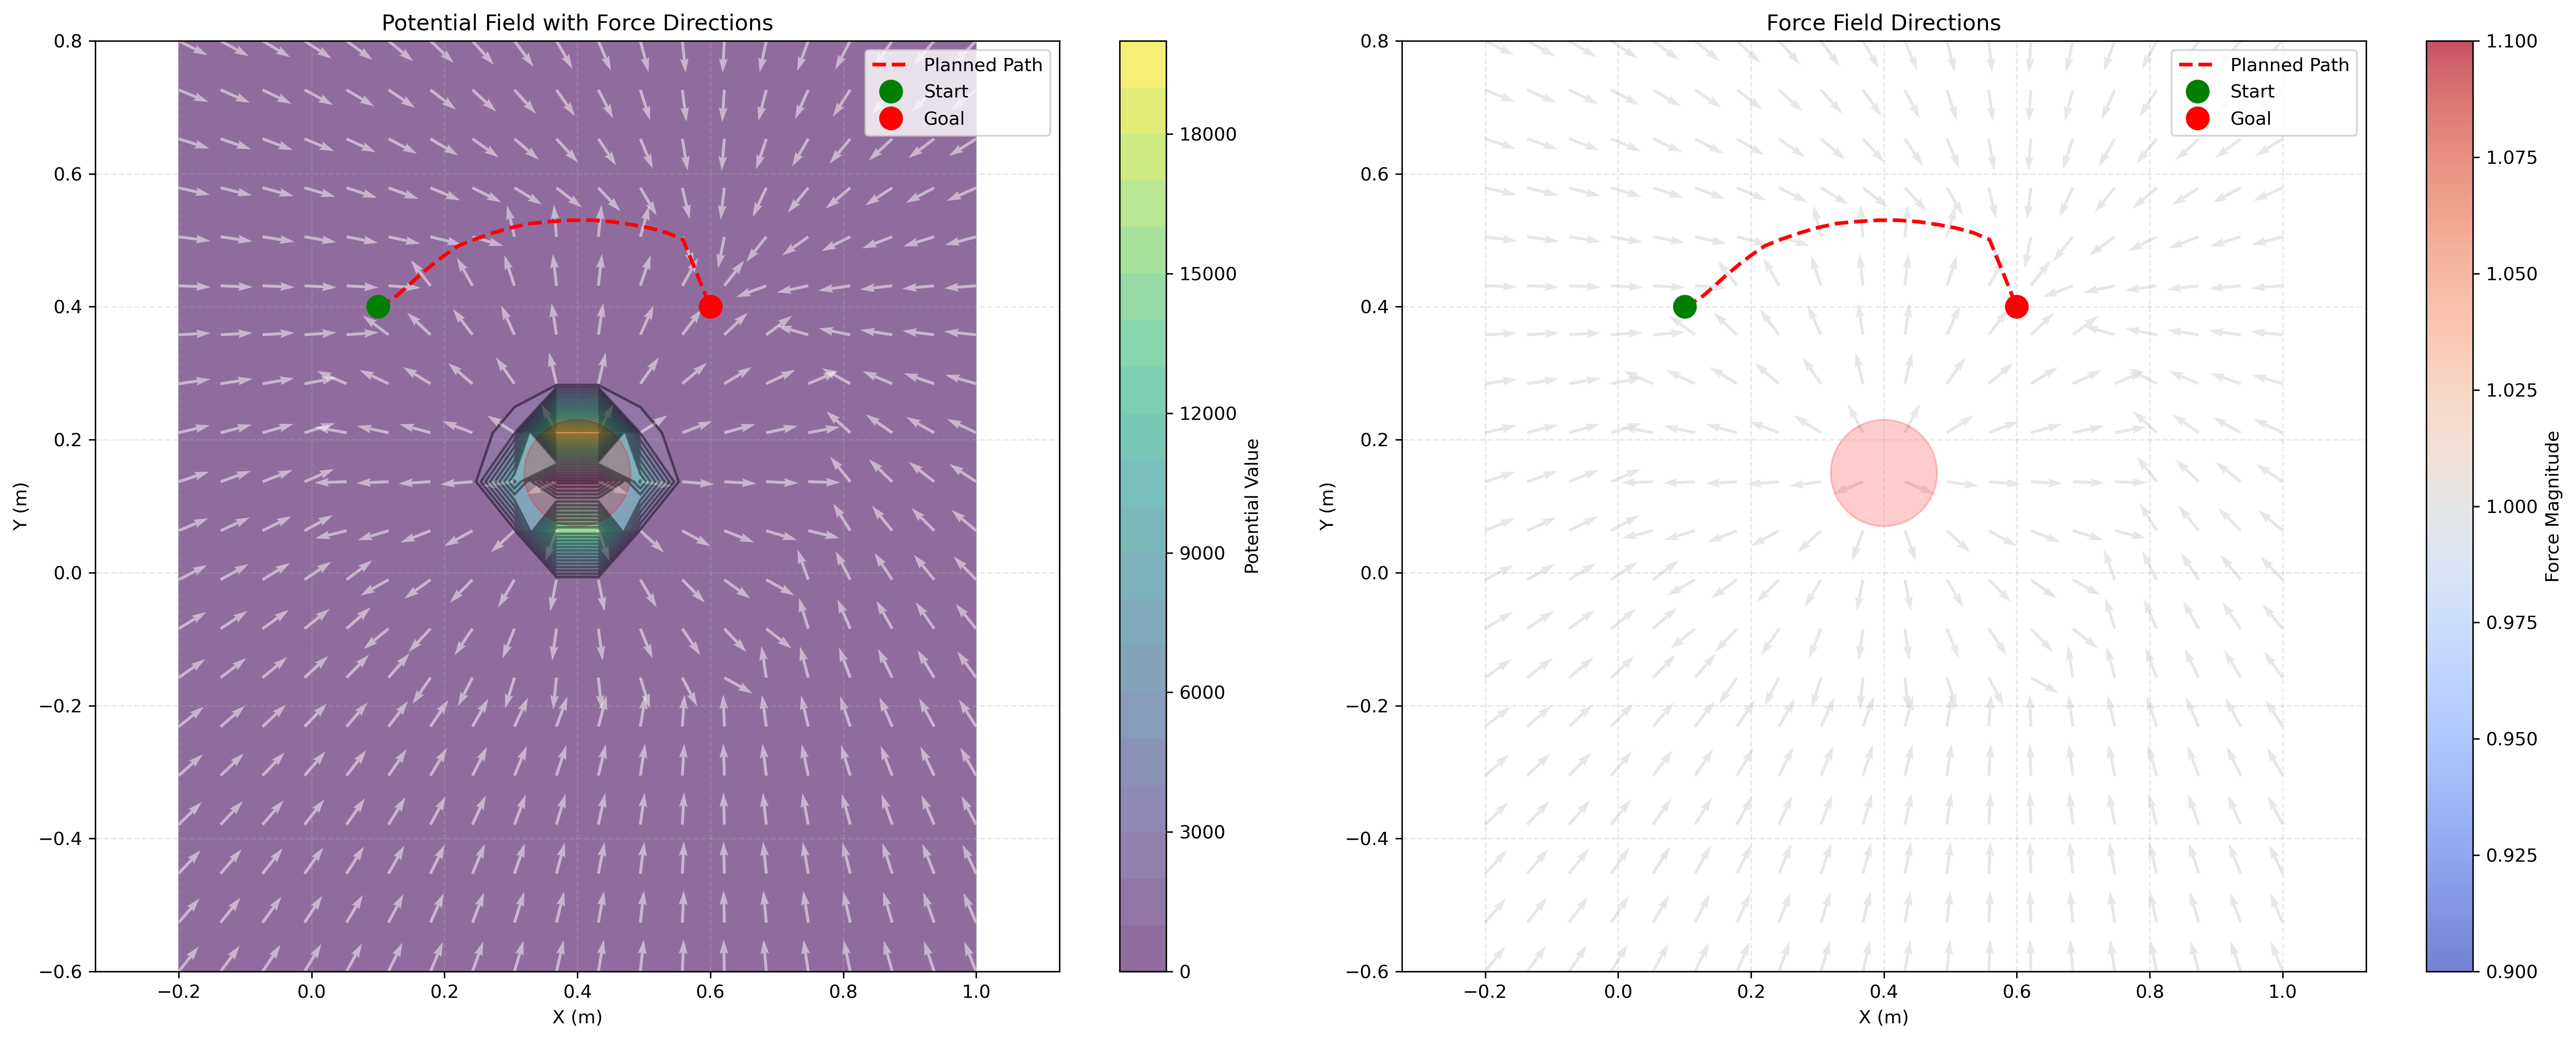 Potential Field with Force Directions
Planned Path
Start
Goal
0.8
0.6
0.4
0.2
0.0
−0.2
−0.4
−0.6
Y (m)
−0.2 0.0 0.2 0.4 0.6 0.8 1.0
X (m)
18000
15000
12000
9000
6000
3000
0
Potential Value
Force Field Directions
Planned Path
Start
Goal
0.8
0.6
0.4
0.2
0.0
−0.2
−0.4
−0.6
Y (m)
−0.2 0.0 0.2 0.4 0.6 0.8 1.0
X (m)
1.100
1.075
1.050
1.025
1.000
0.975
0.950
0.925
0.900
Force Magnitude